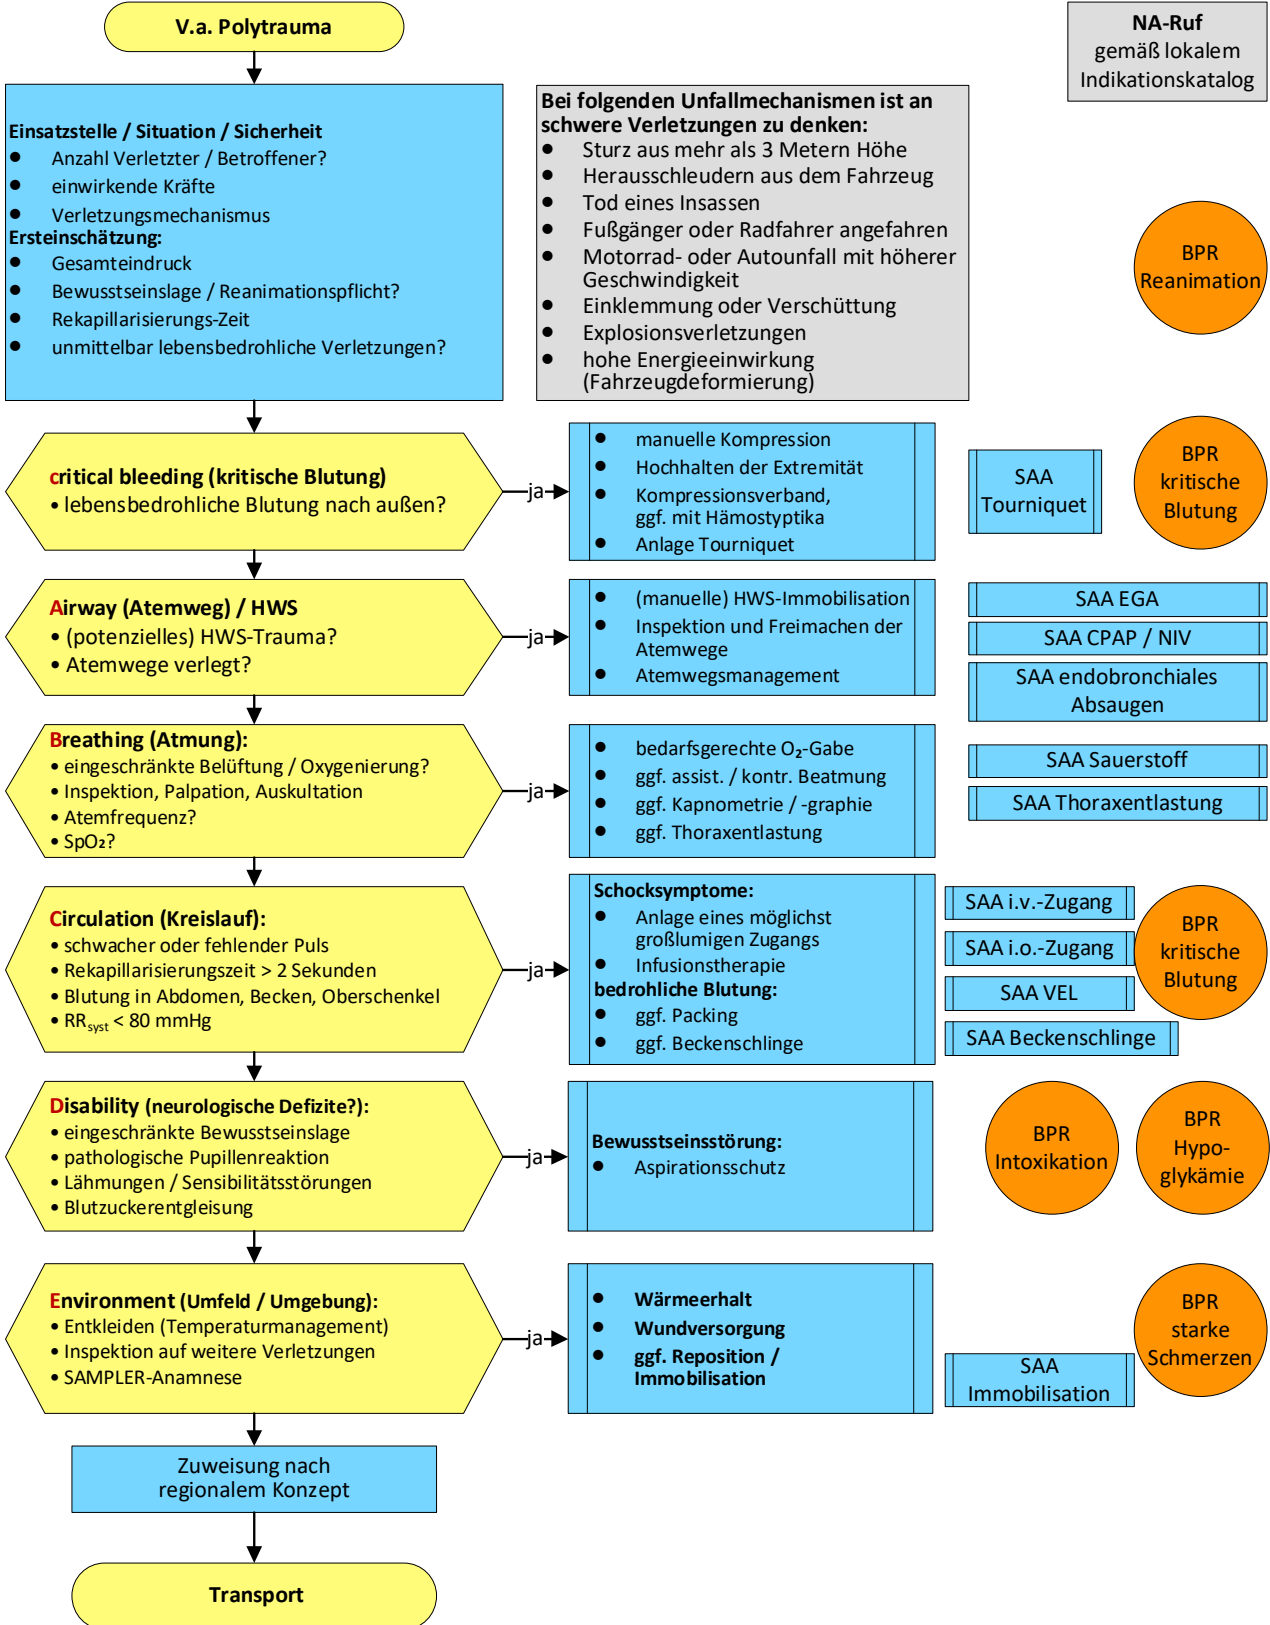 V.a. Polytrauma
NA-Ruf
gemäß lokalem
Indikationskatalog
Einsatzstelle / Situation / Sicherheit
● Anzahl Verletzter / Betroffener?
● einwirkende Kräfte
● Verletzungsmechanismus
Ersteinschätzung:
● Gesamteindruck
● Bewusstseinslage / Reanimationspflicht?
● Rekapillarisierungs-Zeit
● unmittelbar lebensbedrohliche Verletzungen?
Bei folgenden Unfallmechanismen ist an
schwere Verletzungen zu denken:
● Sturz aus mehr als 3 Metern Höhe
● Herausschleudern aus dem Fahrzeug
● Tod eines Insassen
● Fußgänger oder Radfahrer angefahren
● Motorrad- oder Autounfall mit höherer
Geschwindigkeit
● Einklemmung oder Verschüttung
● Explosionsverletzungen
● hohe Energieeinwirkung
(Fahrzeugdeformierung)
BPR
Reanimation
critical bleeding (kritische Blutung)
• lebensbedrohliche Blutung nach außen?
ja
● manuelle Kompression
● Hochhalten der Extremität
● Kompressionsverband,
ggf. mit Hämostyptika
● Anlage Tourniquet
SAA
Tourniquet
BPR
kritische
Blutung
Airway (Atemweg) / HWS
• (potenzielles) HWS-Trauma?
• Atemwege verlegt?
ja
● (manuelle) HWS-Immobilisation
● Inspektion und Freimachen der
Atemwege
● Atemwegsmanagement
SAA EGA
SAA CPAP / NIV
SAA endobronchiales
Absaugen
Breathing (Atmung):
• eingeschränkte Belüftung / Oxygenierung?
• Inspektion, Palpation, Auskultation
• Atemfrequenz?
• SpO₂?
ja
● bedarfsgerechte O₂-Gabe
● ggf. assist. / kontr. Beatmung
● ggf. Kapnometrie / -graphie
● ggf. Thoraxentlastung
SAA Sauerstoff
SAA Thoraxentlastung
Circulation (Kreislauf):
• schwacher oder fehlender Puls
• Rekapillarisierungszeit > 2 Sekunden
• Blutung in Abdomen, Becken, Oberschenkel
• RRsyst < 80 mmHg
ja
Schocksymptome:
● Anlage eines möglichst
großlumigen Zugangs
● Infusionstherapie
bedrohliche Blutung:
● ggf. Packing
● ggf. Beckenschlinge
SAA i.v.-Zugang
SAA i.o.-Zugang
SAA VEL
SAA Beckenschlinge
BPR
kritische
Blutung
Disability (neurologische Defizite?):
• eingeschränkte Bewusstseinslage
• pathologische Pupillenreaktion
• Lähmungen / Sensibilitätsstörungen
• Blutzuckerentgleisung
ja
Bewusstseinsstörung:
● Aspirationsschutz
BPR
Intoxikation
BPR
Hypo-
glykämie
Environment (Umfeld / Umgebung):
• Entkleiden (Temperaturmanagement)
• Inspektion auf weitere Verletzungen
• SAMPLER-Anamnese
ja
● Wärmeerhalt
● Wundversorgung
● ggf. Reposition /
Immobilisation
SAA
Immobilisation
BPR
starke
Schmerzen
Zuweisung nach
regionalem Konzept
Transport